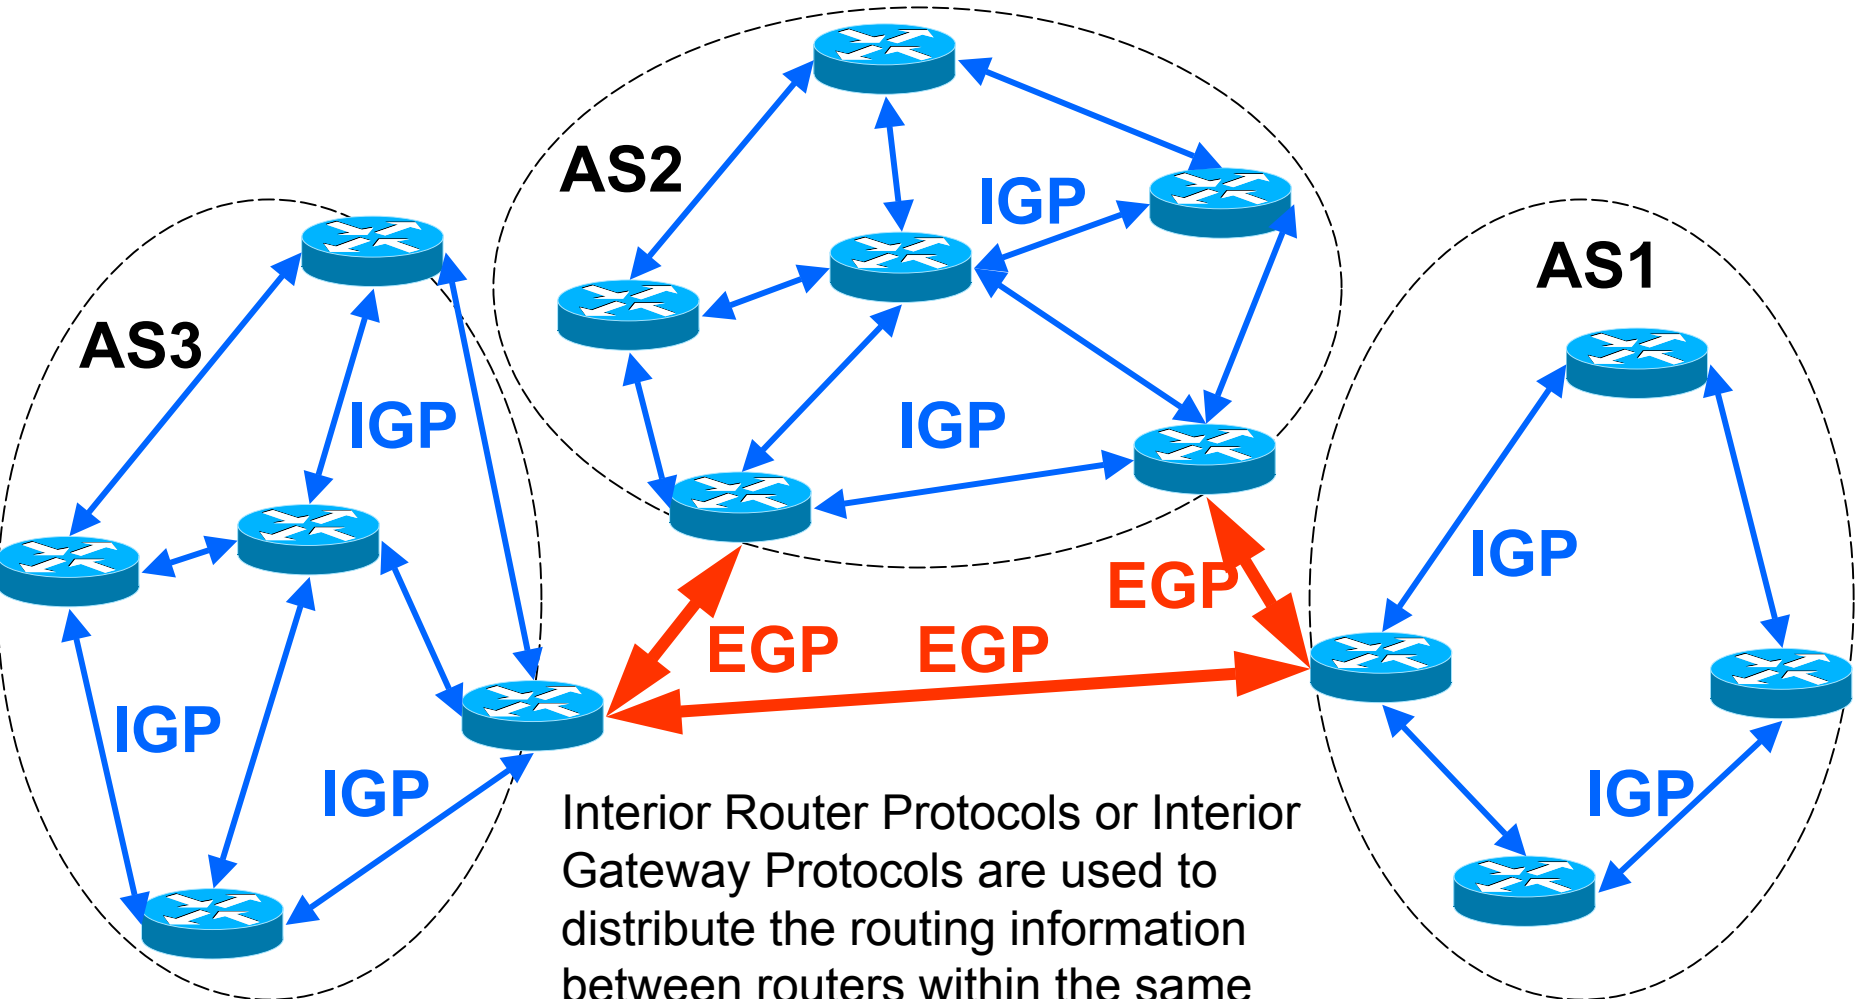 AS2
IGP
AS1
AS3
IGP
IGP
IGP
EGP
EGP
EGP
IGP
IGP
IGP
Interior Router Protocols or Interior
Gateway Protocols are used to
distribute the routing information
between routers within the same